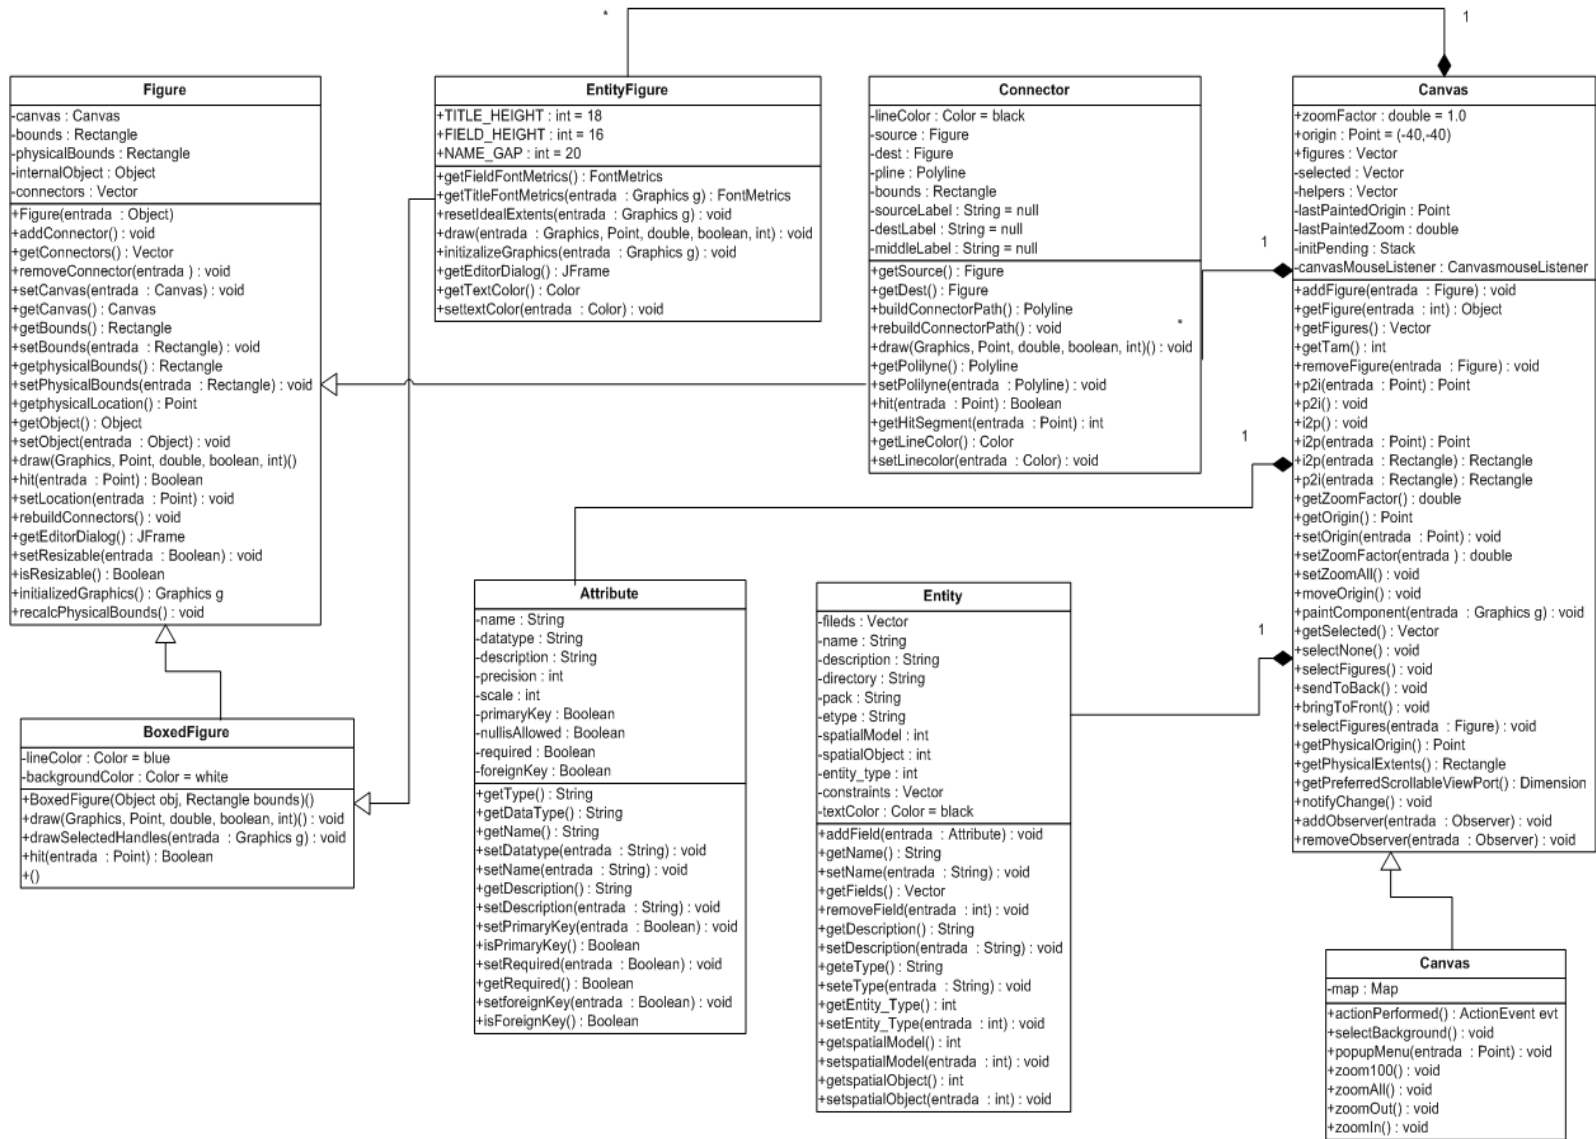 *
1
Figure
-canvas : Canvas
-bounds : Rectangle
-physicalBounds : Rectangle
-internalObject : Object
-connectors : Vector
+Figure(entrada : Object)
+addConnector() : void
+getConnectors() : Vector
+removeConnector(entrada ) : void
+setCanvas(entrada : Canvas) : void
+getCanvas() : Canvas
+getBounds() : Rectangle
+setBounds(entrada : Rectangle) : void
+getphysicalBounds() : Rectangle
+setPhysicalBounds(entrada : Rectangle) : void
+getphysicalLocation() : Point
+getObject() : Object
+setObject(entrada : Object) : void
+draw(Graphics, Point, double, boolean, int)()
+hit(entrada : Point) : Boolean
+setLocation(entrada : Point) : void
+rebuildConnectors() : void
+getEditorDialog() : JFrame
+setResizable(entrada : Boolean) : void
+isResizable() : Boolean
+initializedGraphics() : Graphics g
+recalcPhysicalBounds() : void
EntityFigure
+TITLE_HEIGHT : int = 18
+FIELD_HEIGHT : int = 16
+NAME_GAP : int = 20
+getFieldFontMetrics() : FontMetrics
+getTitleFontMetrics(entrada : Graphics g) : FontMetrics
+resetIdealExtents(entrada : Graphics g) : void
+draw(entrada : Graphics, Point, double, boolean, int) : void
+initizalizeGraphics(entrada : Graphics g) : void
+getEditorDialog() : JFrame
+getTextColor() : Color
+settextColor(entrada : Color) : void
Connector
-lineColor : Color = black
-source : Figure
-dest : Figure
-pline : Polyline
-bounds : Rectangle
-sourceLabel : String = null
-destLabel : String = null
-middleLabel : String = null
+getSource() : Figure
+getDest() : Figure
+buildConnectorPath() : Polyline
+rebuildConnectorPath() : void
+draw(Graphics, Point, double, boolean, int)() : void
+getPolilyne() : Polyline
+setPolilyne(entrada : Polyline) : void
+hit(entrada : Point) : Boolean
+getHitSegment(entrada : Point) : int
+getLineColor() : Color
+setLinecolor(entrada : Color) : void
1
*
1
1
Canvas
+zoomFactor : double = 1.0
+origin : Point = (-40,-40)
+figures : Vector
-selected : Vector
-helpers : Vector
-lastPaintedOrigin : Point
-lastPaintedZoom : double
-initPending : Stack
-canvasMouseListener : CanvasmouseListener
+addFigure(entrada : Figure) : void
+getFigure(entrada : int) : Object
+getFigures() : Vector
+getTam() : int
+removeFigure(entrada : Figure) : void
+p2i(entrada : Point) : Point
+p2i() : void
+i2p() : void
+i2p(entrada : Point) : Point
+i2p(entrada : Rectangle) : Rectangle
+p2i(entrada : Rectangle) : Rectangle
+getZoomFactor() : double
+getOrigin() : Point
+setOrigin(entrada : Point) : void
+setZoomFactor(entrada ) : double
+setZoomAll() : void
+moveOrigin() : void
+paintComponent(entrada : Graphics g) : void
+getSelected() : Vector
+selectNone() : void
+selectFigures() : void
+sendToBack() : void
+bringToFront() : void
+selectFigures(entrada : Figure) : void
+getPhysicalOrigin() : Point
+getPhysicalExtents() : Rectangle
+getPreferredScrollableViewPort() : Dimension
+notifyChange() : void
+addObserver(entrada : Observer) : void
+removeObserver(entrada : Observer) : void
BoxedFigure
-lineColor : Color = blue
-backgroundColor : Color = white
+BoxedFigure(Object obj, Rectangle bounds)()
+draw(Graphics, Point, double, boolean, int)() : void
+drawSelectedHandles(entrada : Graphics g) : void
+hit(entrada : Point) : Boolean
+()
Attribute
-name : String
-datatype : String
-description : String
-precision : int
-scale : int
-primaryKey : Boolean
-nullisAllowed : Boolean
-required : Boolean
-foreignKey : Boolean
+getType() : String
+getDataType() : String
+getName() : String
+setDatatype(entrada : String) : void
+setName(entrada : String) : void
+getDescription() : String
+setDescription(entrada : String) : void
+setPrimaryKey(entrada : Boolean) : void
+isPrimaryKey() : Boolean
+setRequired(entrada : Boolean) : void
+getRequired() : Boolean
+setforeignKey(entrada : Boolean) : void
+isForeignKey() : Boolean
Entity
-fileds : Vector
-name : String
-description : String
-directory : String
-pack : String
-etype : String
-spatialModel : int
-spatialObject : int
-entity_type : int
-constraints : Vector
-textColor : Color = black
+addField(entrada : Attribute) : void
+getName() : String
+setName(entrada : String) : void
+getFields() : Vector
+removeField(entrada : int) : void
+getDescription() : String
+setDescription(entrada : String) : void
+geteType() : String
+seteType(entrada : String) : void
+getEntity_Type() : int
+setEntity_Type(entrada : int) : void
+getspatialModel() : int
+setspatialModel(entrada : int) : void
+getspatialObject() : int
+setspatialObject(entrada : int) : void
Canvas
-map : Map
+actionPerformed() : ActionEvent evt
+selectBackground() : void
+popupMenu(entrada : Point) : void
+zoom100() : void
+zoomAll() : void
+zoomOut() : void
+zoomIn() : void